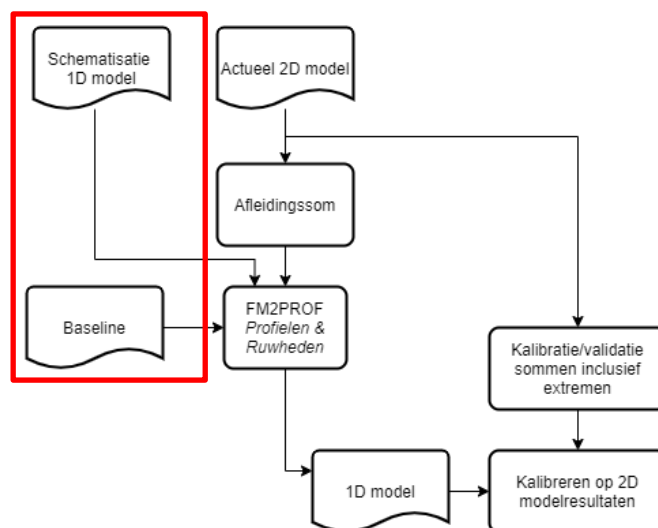 Schematisatie
1D model
Actueel 2D model
Afleidingssom
Baseline
FM2PROF
Profielen &
Ruwheden
Kalibratie/validatie
sommen inclusief
extremen
1D model
Kalibreren op 2D
modelresultaten